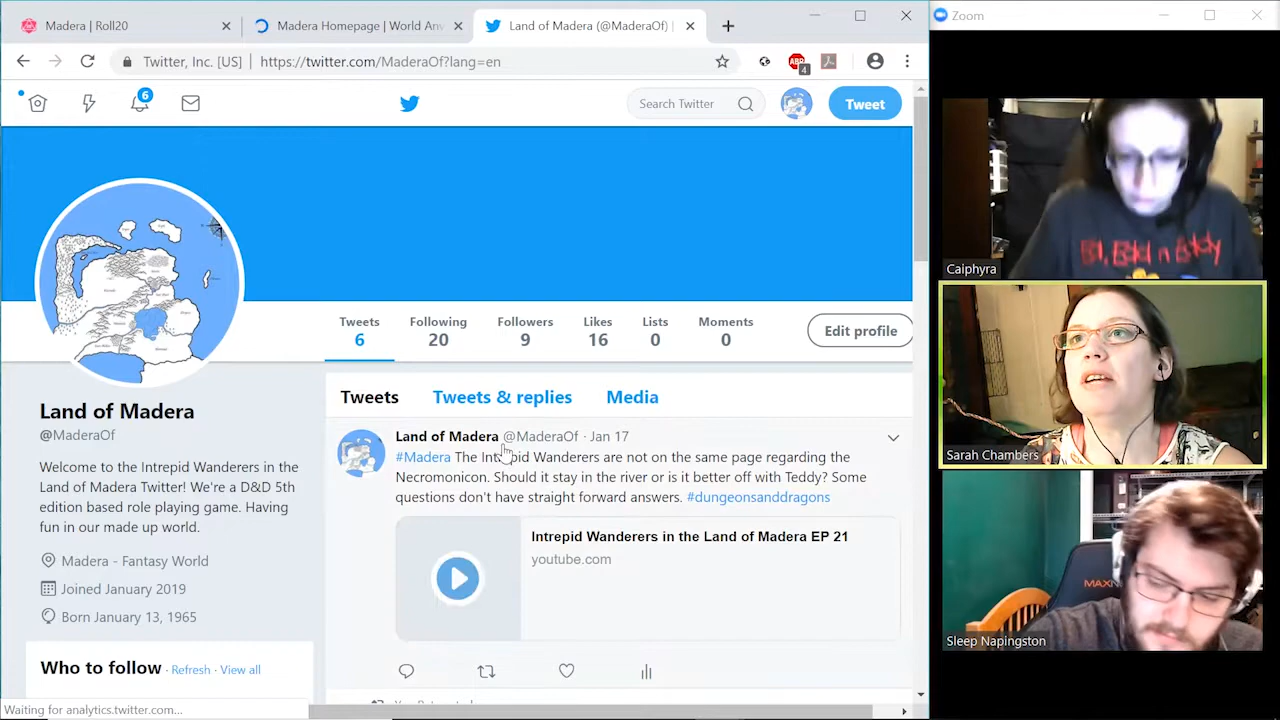 Madera | Roll20
Madera Homepage | World Anv
Land of Madera (@MaderaOf) |
Zoom
Twitter, Inc. [US] | https://twitter.com/MaderaOf?lang=en
ABP
4
6
Search Twitter
Tweet
Tweets
Following
Followers
Likes
Lists
Moments
6
20
9
16
0
0
Edit profile
Land of Madera
@MaderaOf
Welcome to the Intrepid Wanderers in the
Land of Madera Twitter! We're a D&D 5th
edition based role playing game. Having
fun in our made up world.
Madera - Fantasy World
Joined January 2019
Born January 13, 1965
Who to follow · Refresh · View all
Waiting for analytics.twitter.com...
Tweets
Tweets & replies
Media
Land of Madera @MaderaOf · Jan 17
#Madera The Intrepid Wanderers are not on the same page regarding the
Necromonicon. Should it stay in the river or is it better off with Teddy? Some
questions don't have straight forward answers. #dungeonsanddragons
Intrepid Wanderers in the Land of Madera EP 21
youtube.com
Caiphyra
Sarah Chambers
MAXN
Sleep Napingston